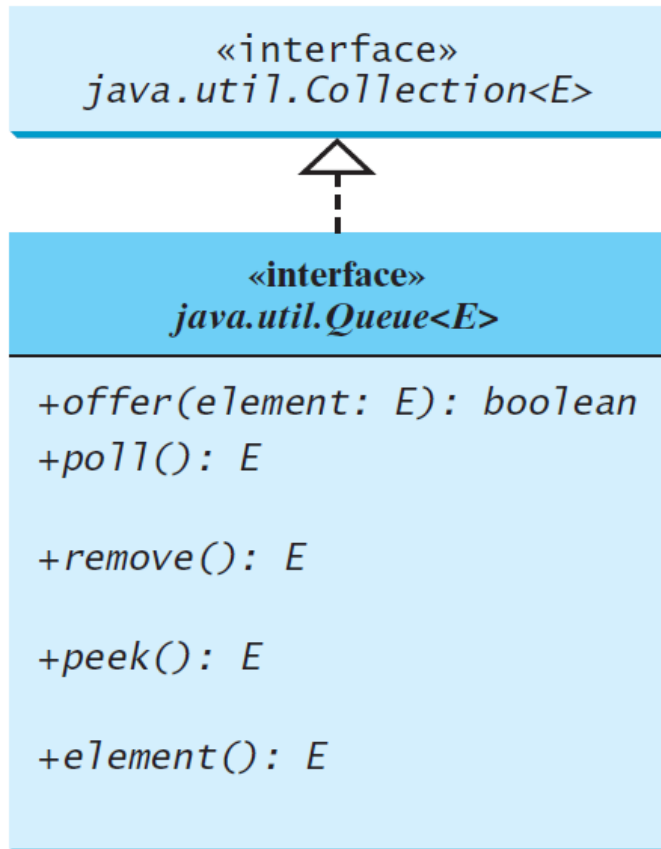 «interface»
java.util.Collection<E>
«interface»
java.util.Queue<E>
+offer(element: E): boolean
+poll(): E
+remove(): E
+peek(): E
+element(): E